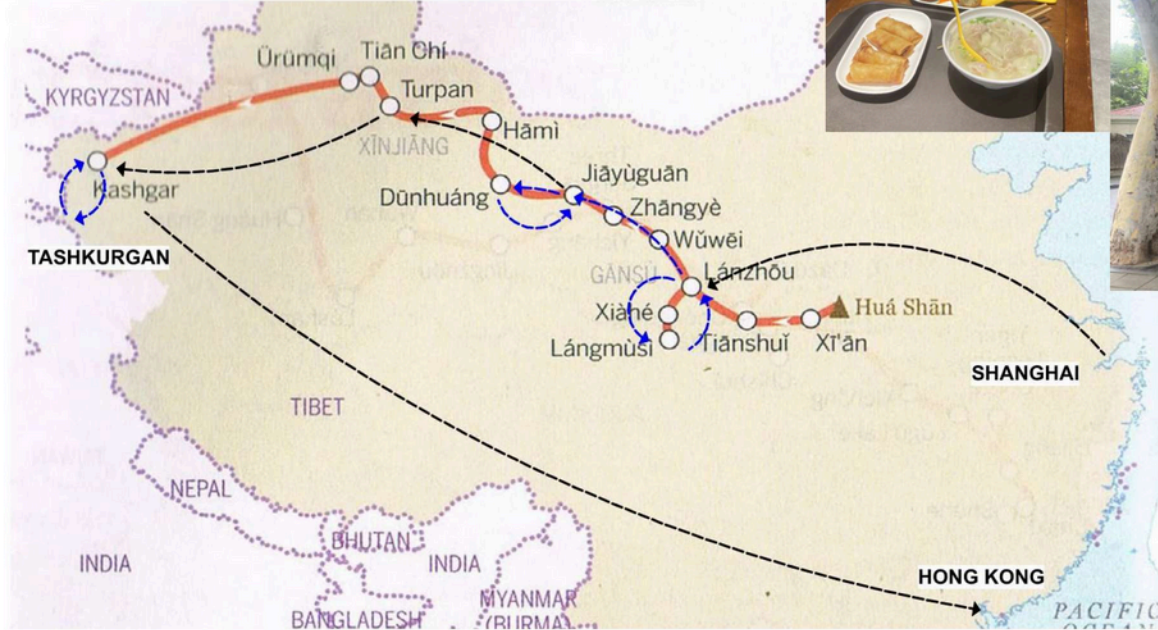 Tiān Chí
Ürümqi
KYRGYZSTAN
Turpan
Hāmì
XĪNJIĀNG
Kashgar
Dūnhuáng
Jiāyùguān
Zhāngyè
Wǔwēi
TASHKURGAN
GĀNSÙ
Lánzhōu
Xiàhé
Huá Shān
Lángmùsì
Tiānshuǐ
Xī'ān
SHANGHAI
TIBET
NEPAL
BHUTAN
INDIA
INDIA
HONG KONG
MYANMAR
(BURMA)
BANGLADESH
PACIFIC
OCEAN